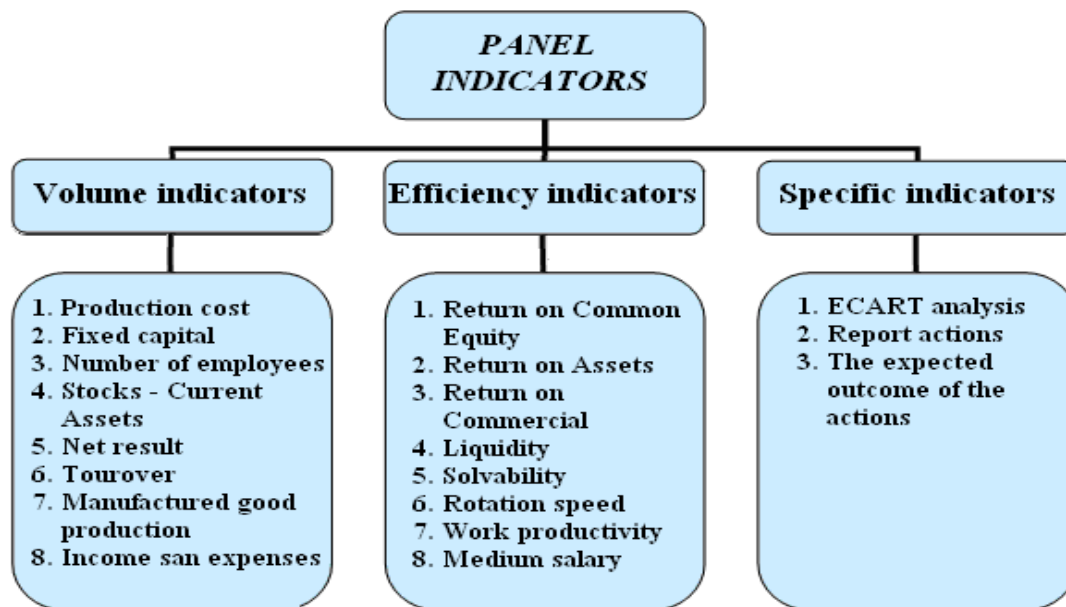 PANEL
INDICATORS
Volume indicators
Efficiency indicators
Specific indicators
1. Production cost
2. Fixed capital
3. Number of employees
4. Stocks - Current
Assets
5. Net result
6. Tourover
7. Manufactured good
production
8. Income san expenses
1. Return on Common
Equity
2. Return on Assets
3. Return on
Commercial
4. Liquidity
5. Solvability
6. Rotation speed
7. Work productivity
8. Medium salary
1. ECART analysis
2. Report actions
3. The expected
outcome of the
actions